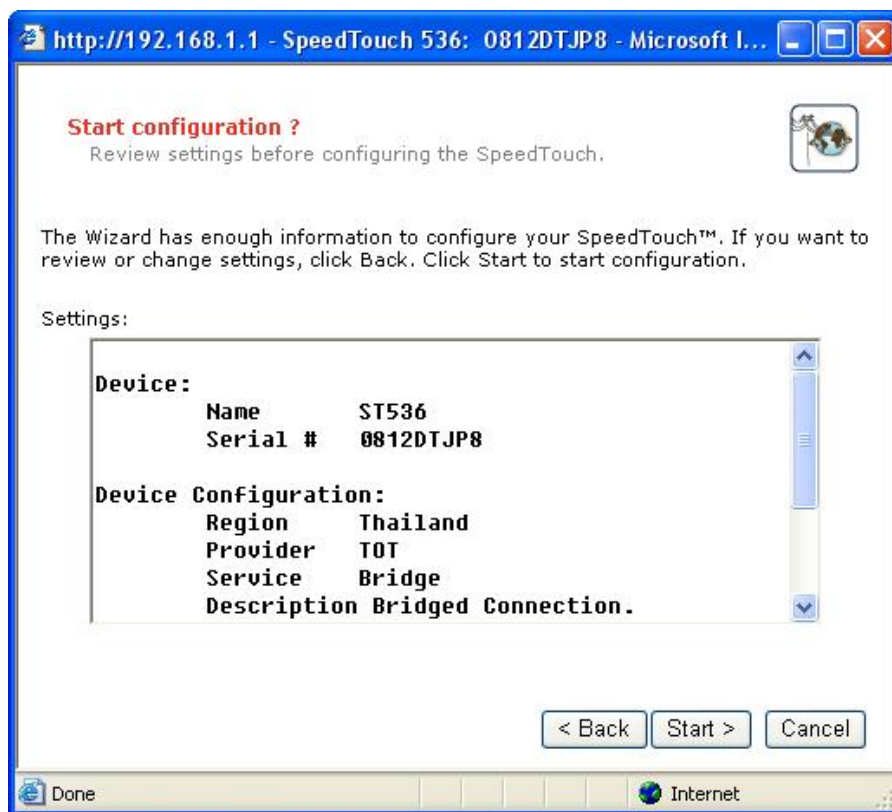 http://192.168.1.1 - SpeedTouch 536: 0812DTJP8 - Microsoft I...
Start configuration ?
Review settings before configuring the SpeedTouch.
The Wizard has enough information to configure your SpeedTouch™. If you want to
review or change settings, click Back. Click Start to start configuration.
Settings:
Device:
Name ST536
Serial # 0812DTJP8
Device Configuration:
Region Thailand
Provider TOT
Service Bridge
Description Bridged Connection.
< Back Start > Cancel
Done Internet